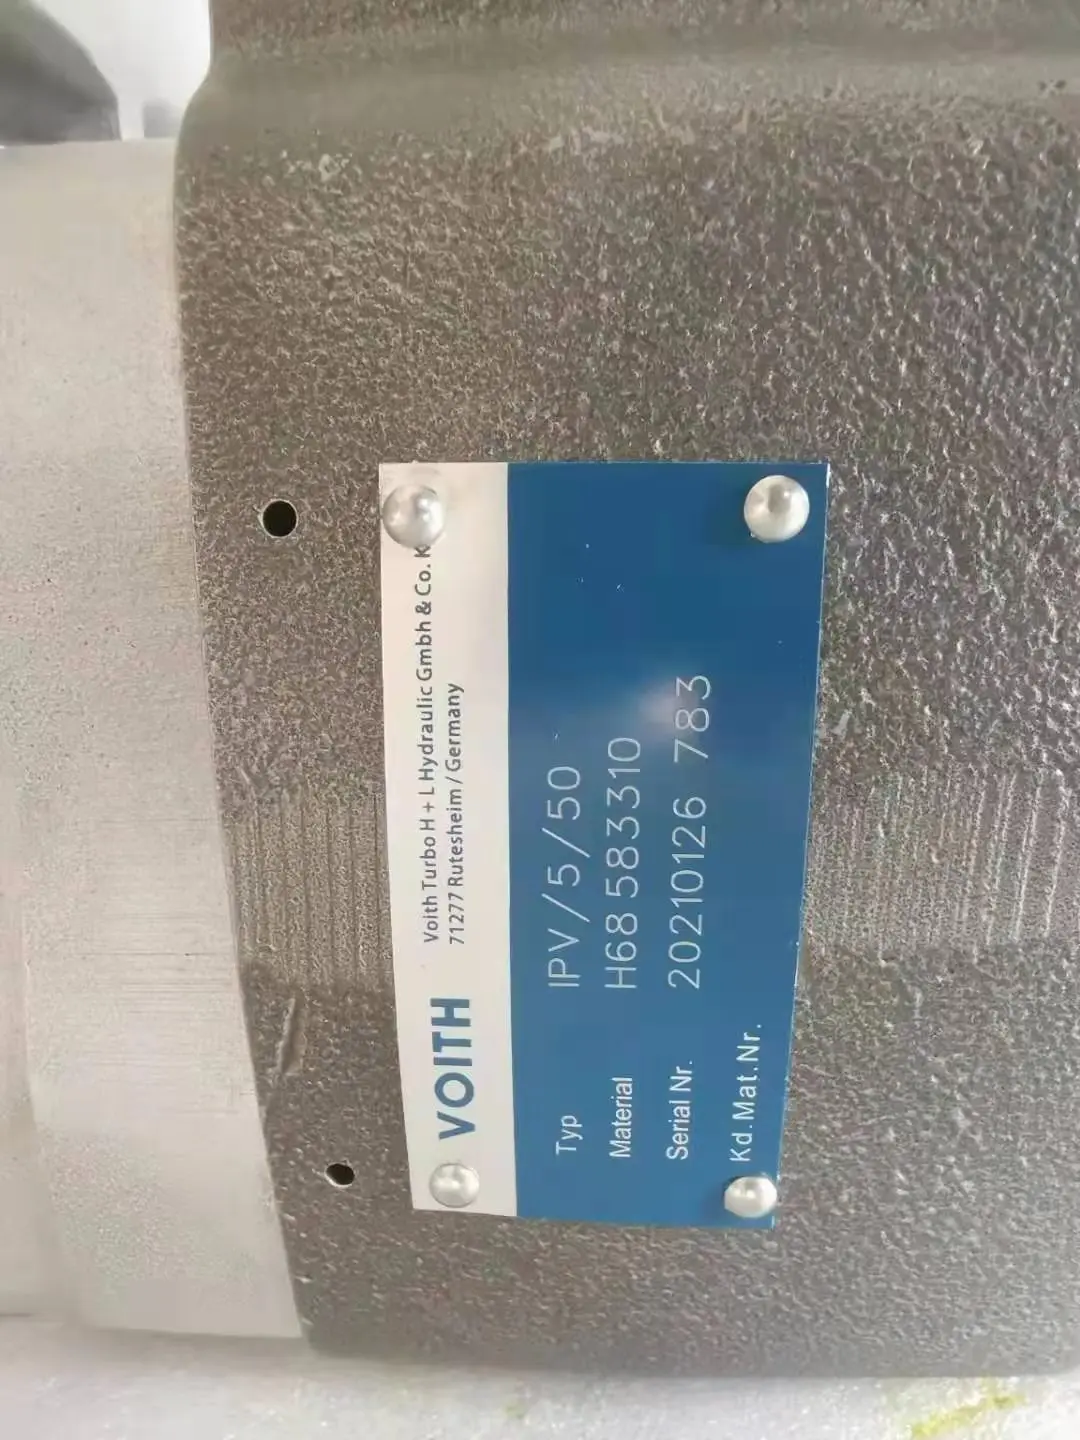 VOITH
Voith Turbo H + L Hydraulic Gmbh & Co. K
71277 Rutesheim / Germany
Typ IPV/5/50
Material H68 583310
Serial Nr. 20210126 783
Kd.Mat.Nr.